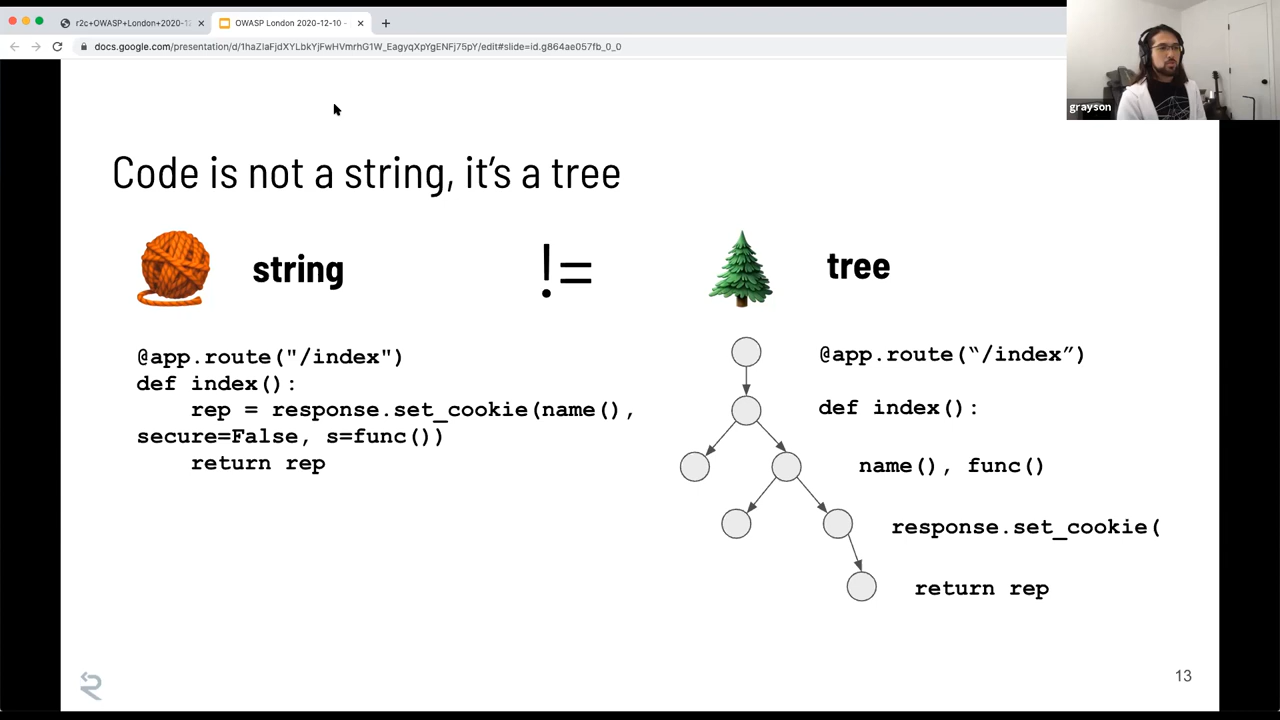 r2c+OWASP+London+2020-12
OWASP London 2020-12-10 -
docs.google.com/presentation/d/1haZlaFjdXYLbkYjFwHVmrhG1W_EagyqXpYgENFj75pY/edit#slide=id.g864ae057fb_0_0
grayson
Code is not a string, it's a tree
string
!=
tree
@app.route("/index")
def index():
rep = response.set_cookie(name(),
secure=False, s=func())
return rep
@app.route(“/index”)
def index():
name(), func()
response.set_cookie(
return rep
13